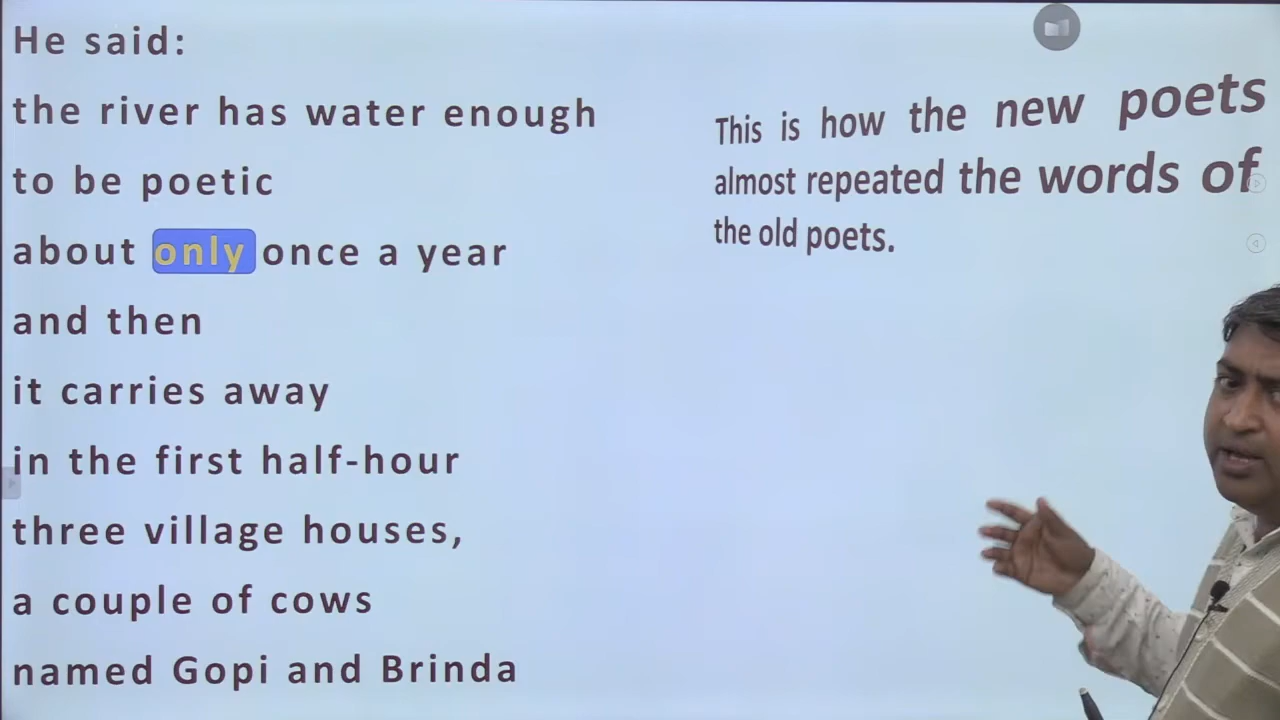 He said:
the river has water enough
to be poetic
about only once a year
and then
it carries away
in the first half-hour
three village houses,
a couple of cows
named Gopi and Brinda
This is how the new poets
almost repeated the words of
the old poets.